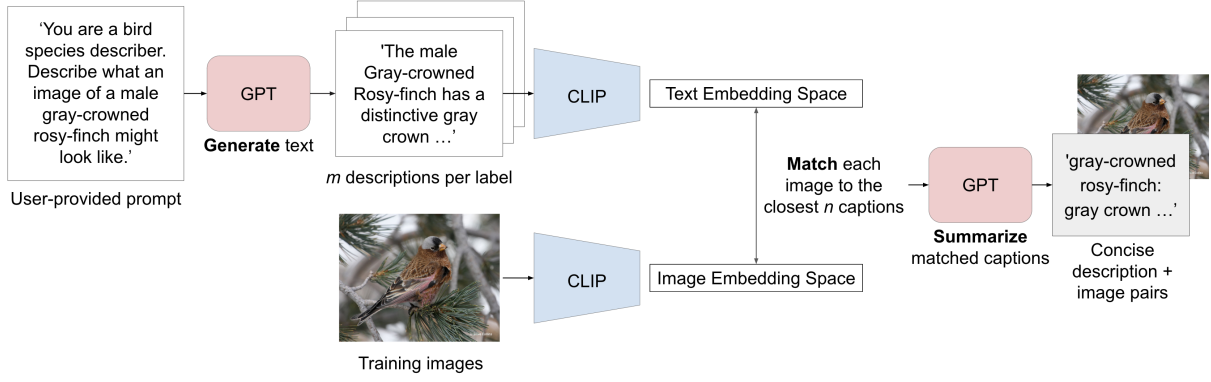 ‘You are a bird
species describer.
Describe what an
image of a male
gray-crowned
rosy-finch might
look like.’
User-provided prompt
GPT
Generate text
'The male
Gray-crowned
Rosy-finch has a
distinctive gray
crown …’
m descriptions per label
CLIP
Text Embedding Space
Training images
CLIP
Image Embedding Space
Match each
image to the
closest n captions
GPT
Summarize
matched captions
'gray-crowned
rosy-finch:
gray crown …’
Concise
description +
image pairs